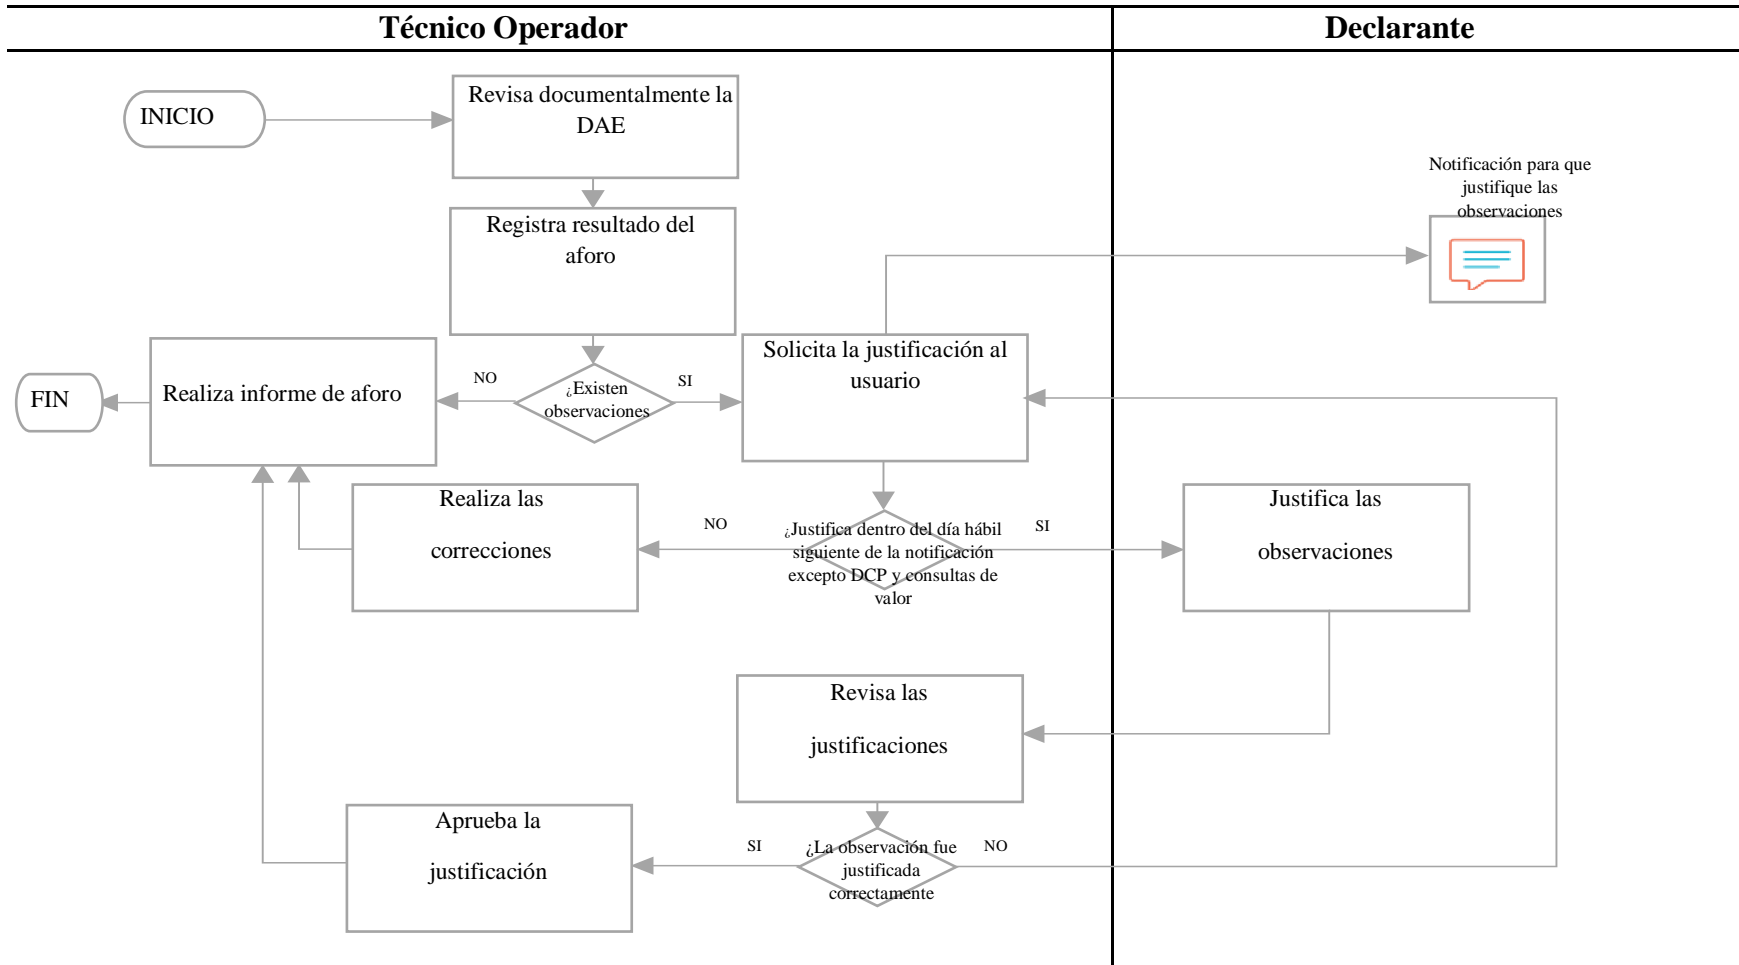 Técnico Operador
Declarante
INICIO
Revisa documentalmente la
DAE
Notificación para que
justifique las
observaciones
Registra resultado del
aforo
Solicita la justificación al
usuario
NO
¿Existen
observaciones
SI
Realiza informe de aforo
FIN
Realiza las
correcciones
NO
¿Justifica dentro del día hábil
siguiente de la notificación
excepto DCP y consultas de
valor
SI
Justifica las
observaciones
Revisa las
justificaciones
Aprueba la
justificación
SI
¿La observación fue
justificada
correctamente
NO